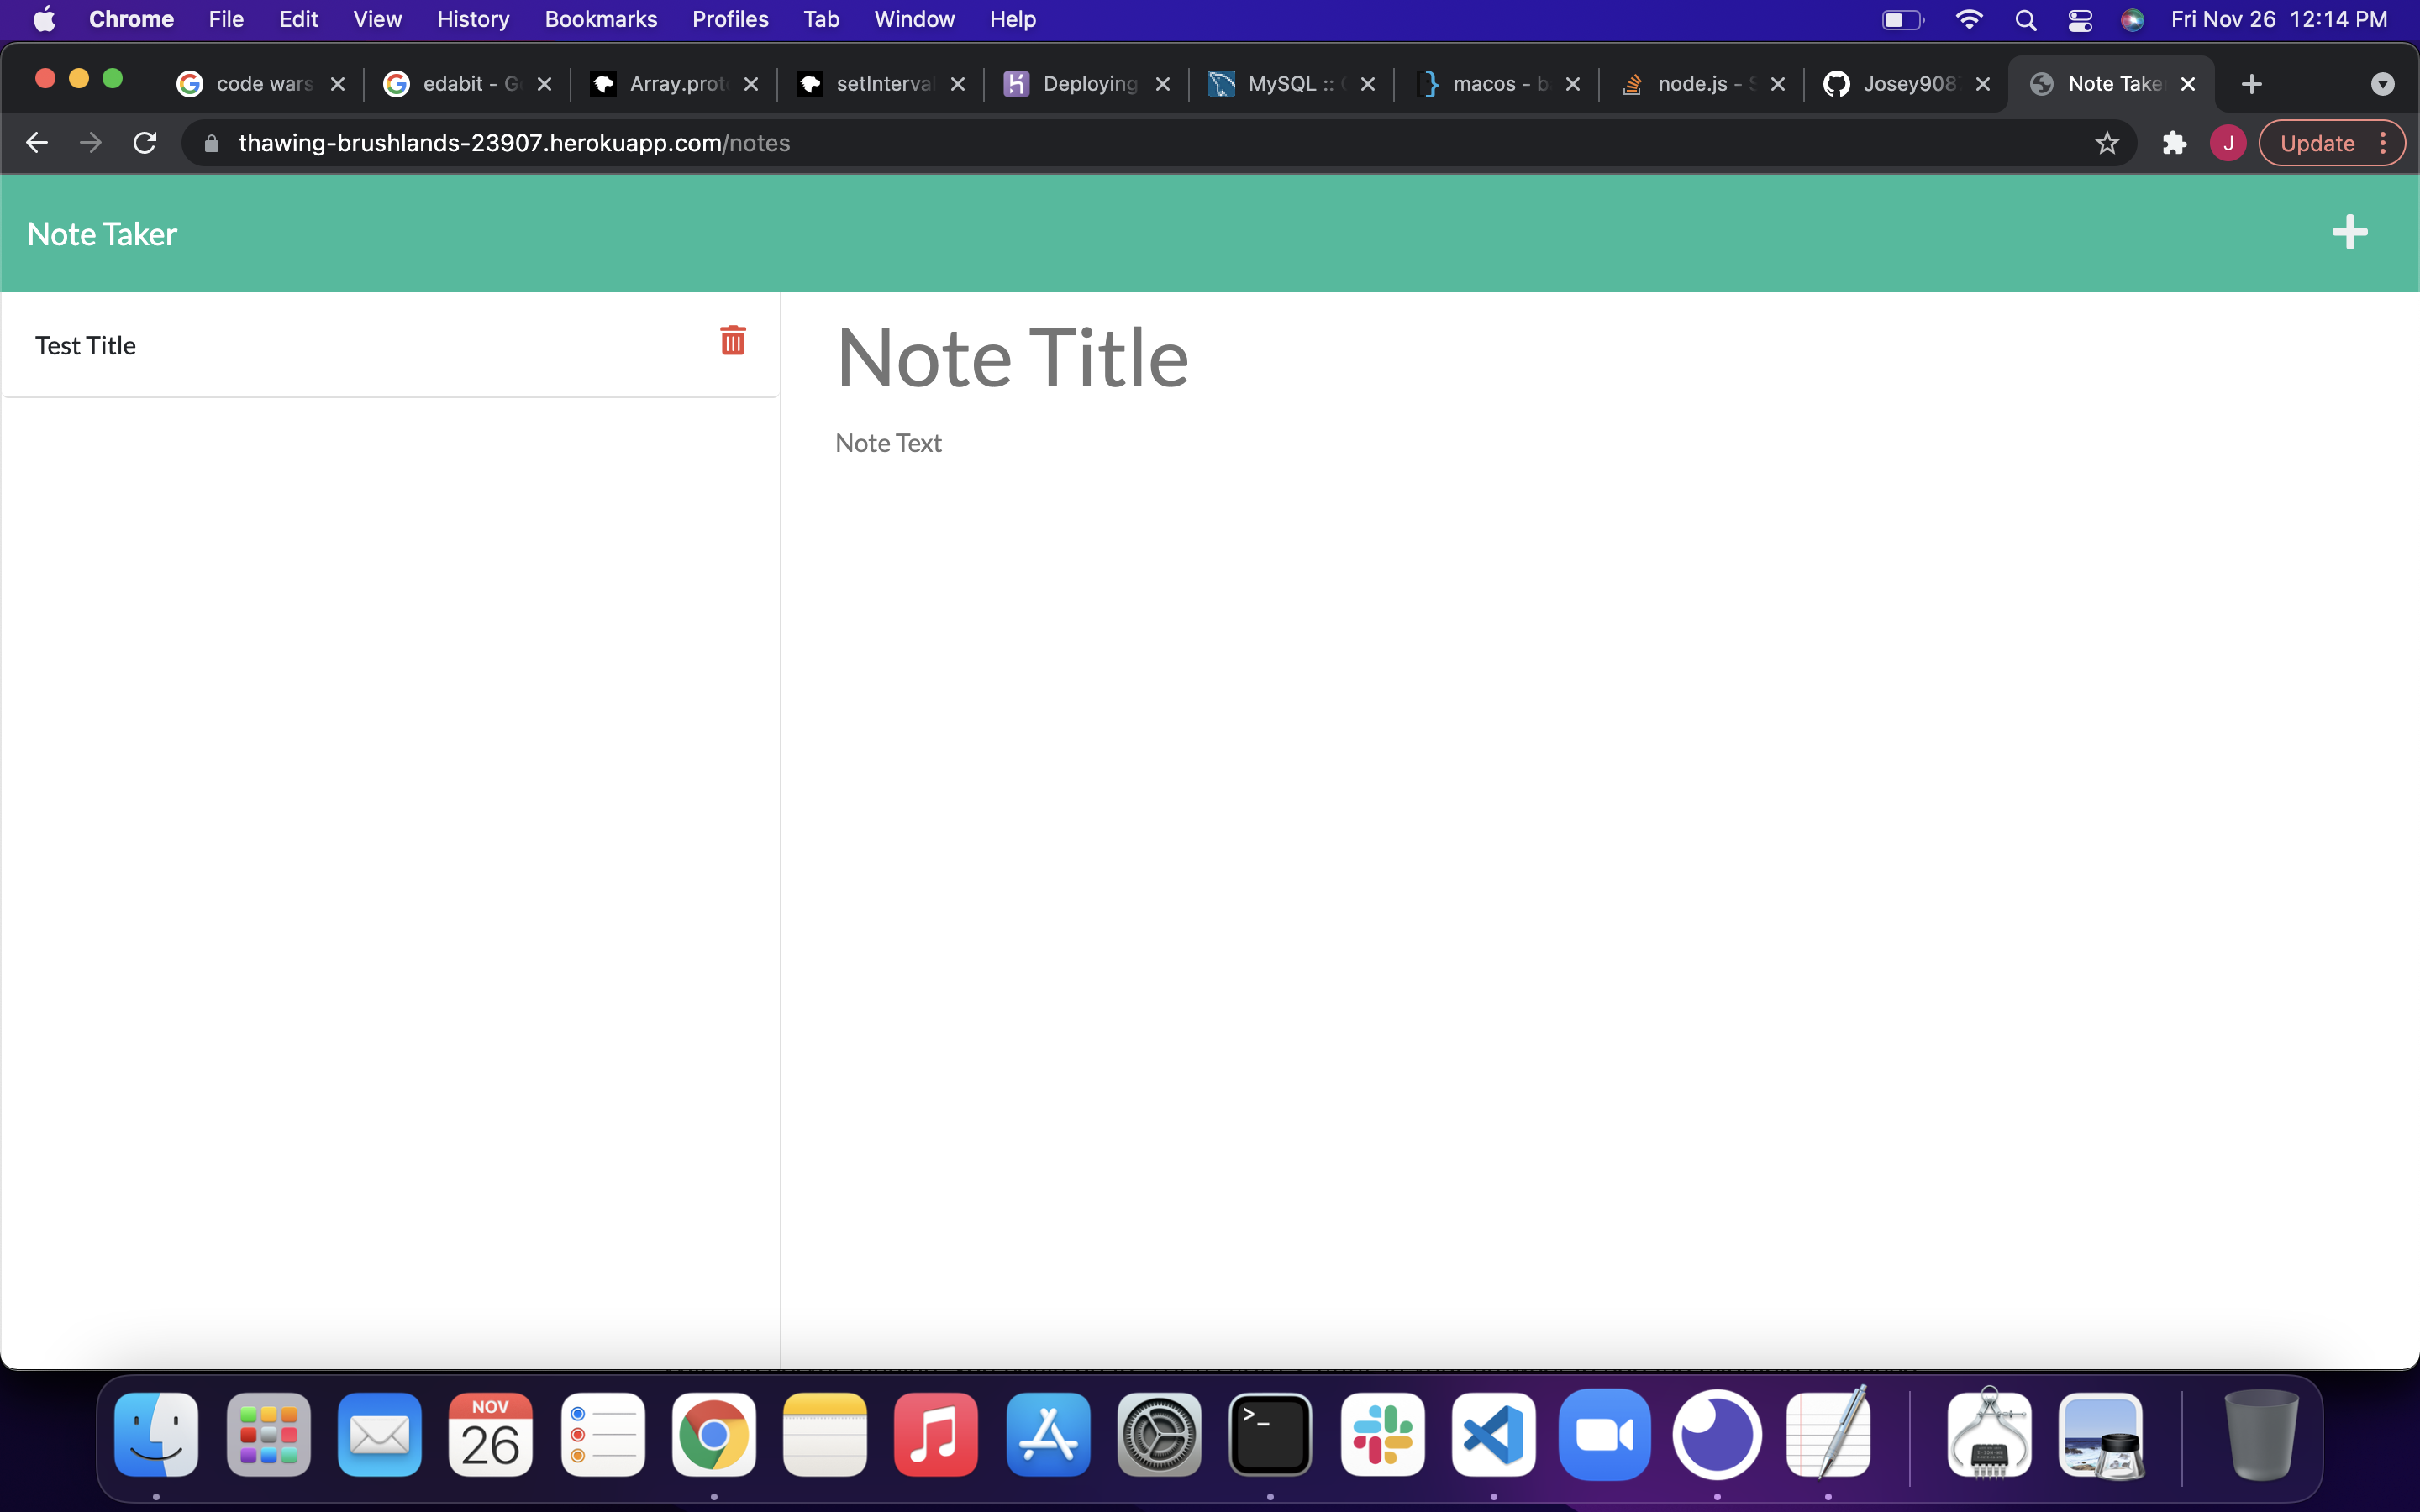 Chrome File Edit View History Bookmarks Profiles Tab Window Help Fri Nov 26 12:14 PM
code wars edabit - G Array.prot setInterval Deploying MySQL :: macos - b node.js - S Josey908 Note Take
thawing-brushlands-23907.herokuapp.com/notes J Update
Note Taker
Test Title
Note Title
Note Text
NOV
26